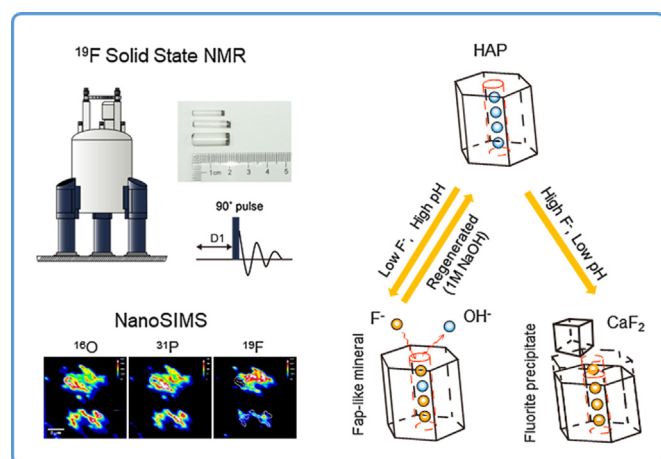 ¹⁹F Solid State NMR
1cm 2 3 4 5
90° pulse
D1
NanoSIMS
¹⁶O ³¹P ¹⁹F
HAP
Low F-, High pH
Regenerated
(1M NaOH)
High F-, Low pH
F- OH-
Fap-like mineral
CaF₂
Fluorite precipitate